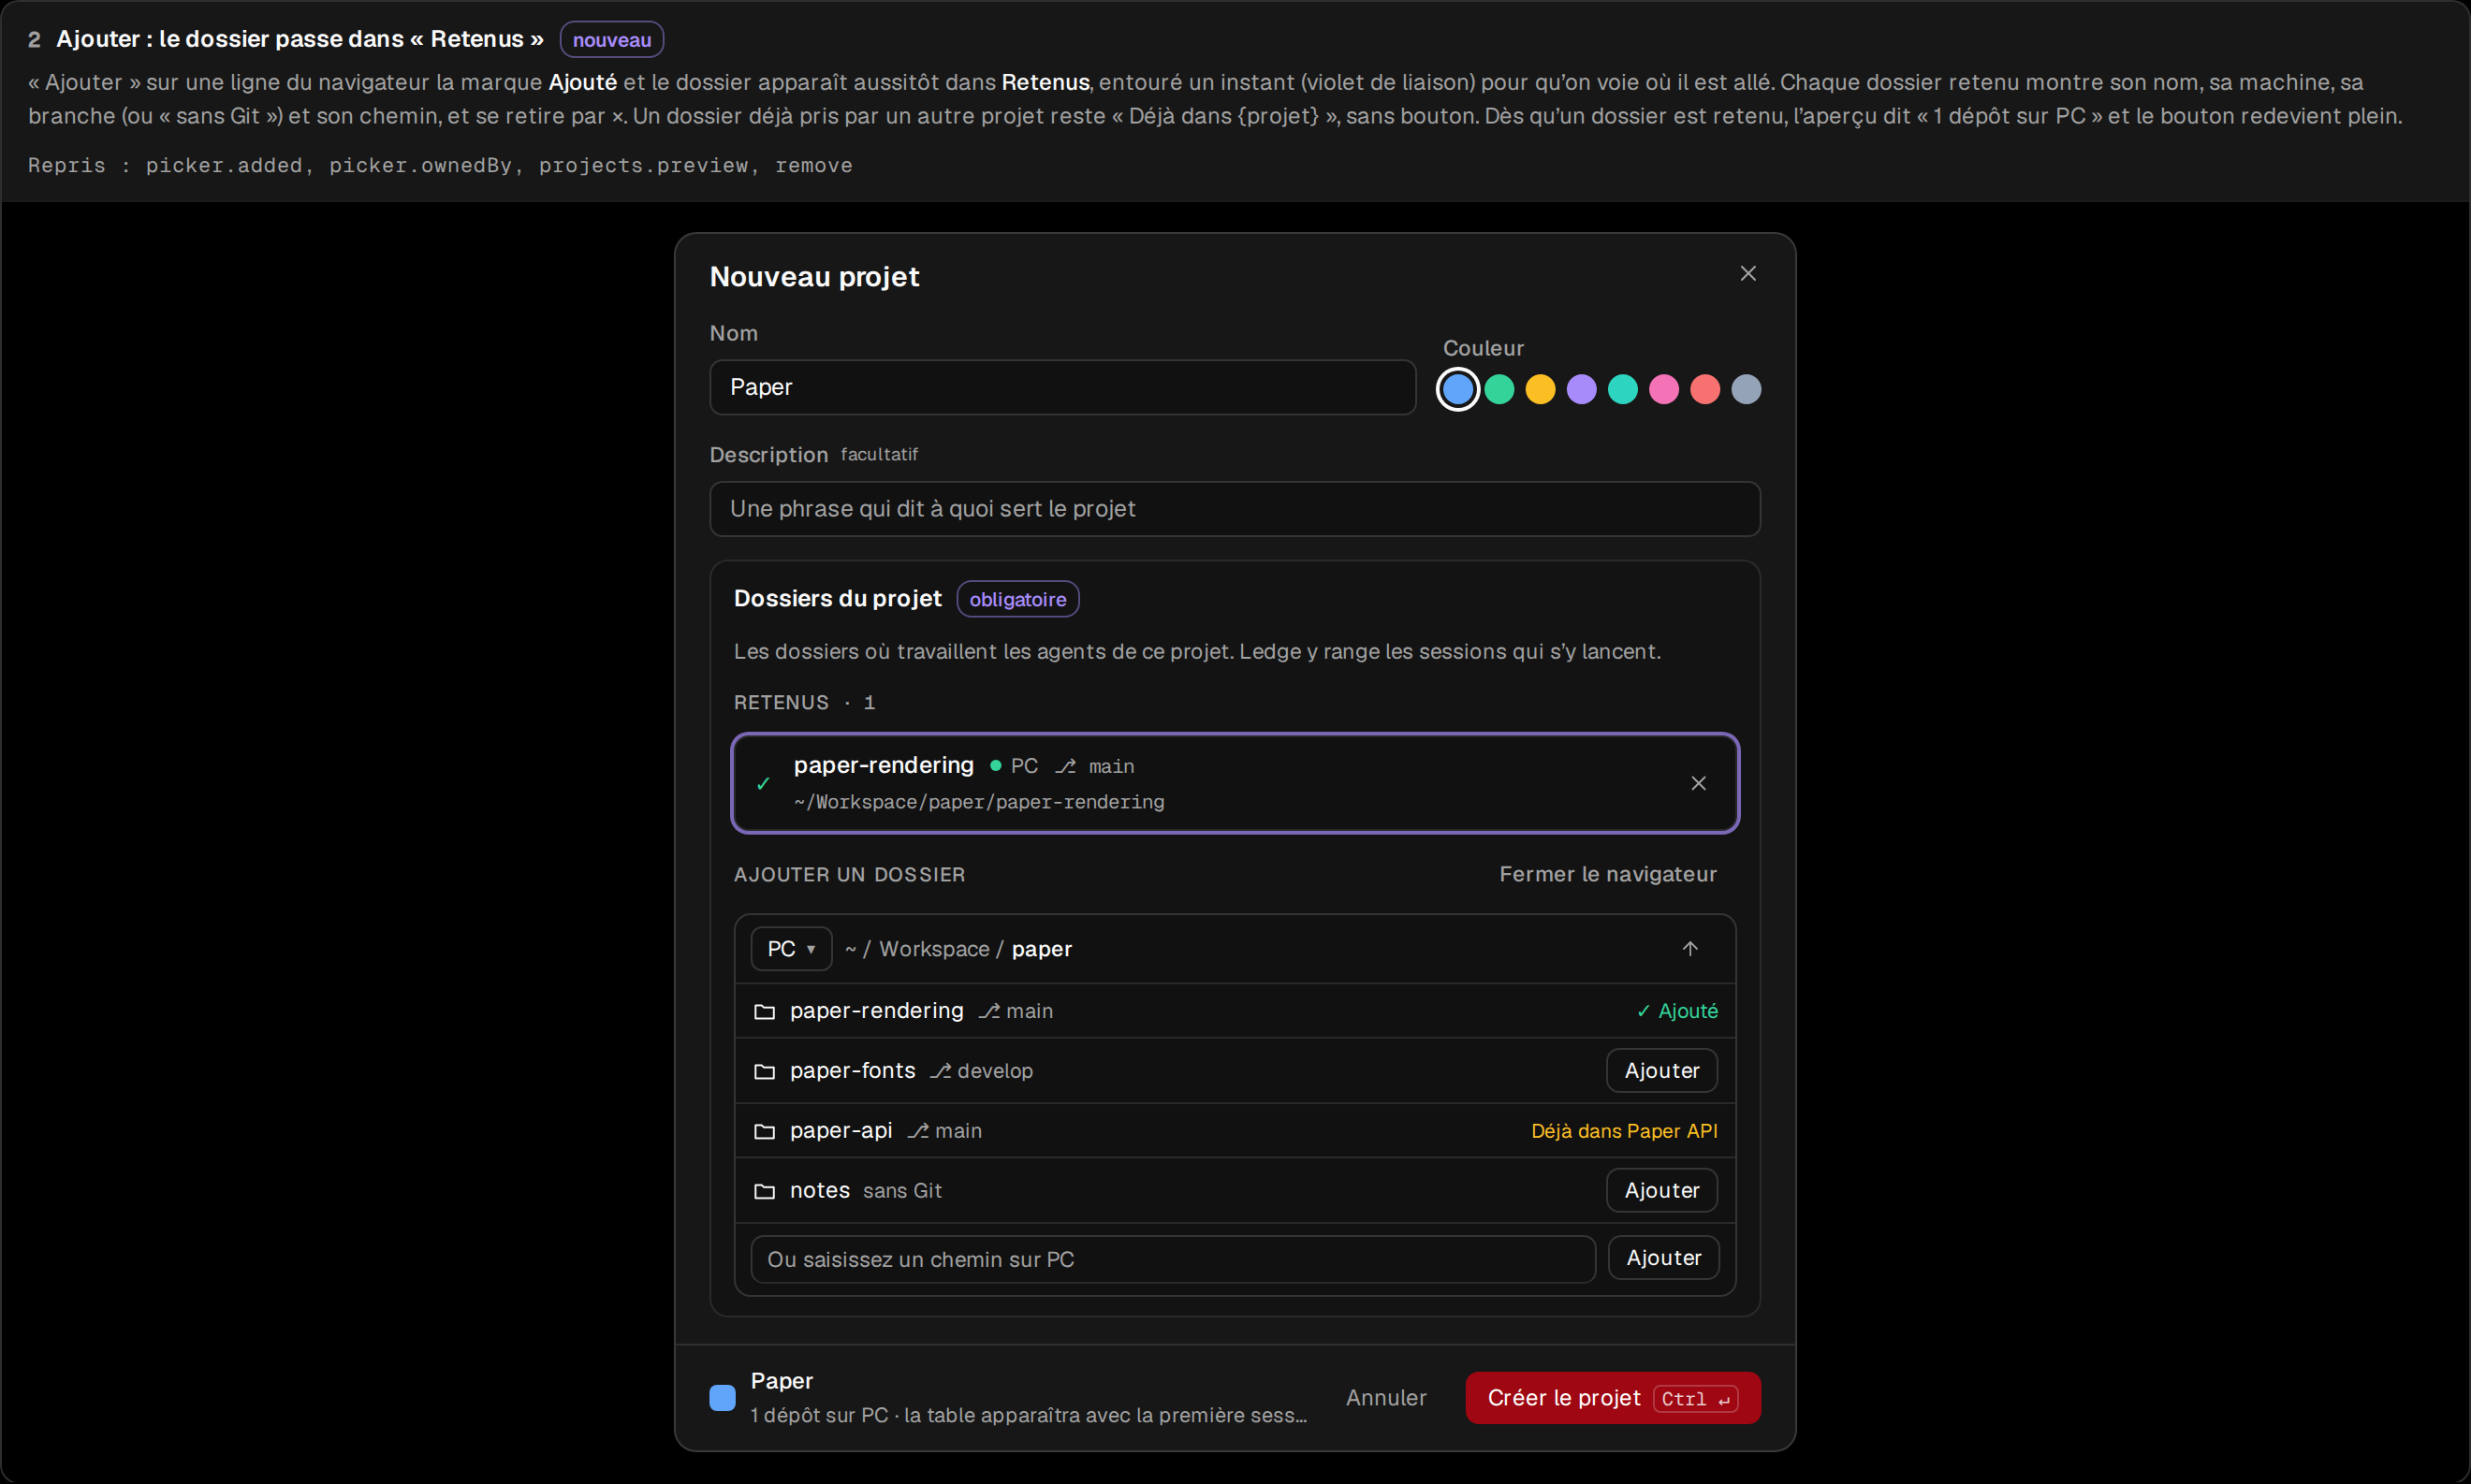 2 Ajouter : le dossier passe dans « Retenus » nouveau
« Ajouter » sur une ligne du navigateur la marque Ajouté et le dossier apparaît aussitôt dans Retenus, entouré un instant (violet de liaison) pour qu’on voie où il est allé. Chaque dossier retenu montre son nom, sa machine, sa
branche (ou « sans Git ») et son chemin, et se retire par ×. Un dossier déjà pris par un autre projet reste « Déjà dans {projet} », sans bouton. Dès qu’un dossier est retenu, l’aperçu dit « 1 dépôt sur PC » et le bouton redevient plein.
Repris : picker.added, picker.ownedBy, projects.preview, remove
Nouveau projet
Nom
Couleur
Paper
Description facultatif
Une phrase qui dit à quoi sert le projet
Dossiers du projet obligatoire
Les dossiers où travaillent les agents de ce projet. Ledge y range les sessions qui s’y lancent.
RETENUS · 1
✓ paper-rendering PC ⎇ main
~/Workspace/paper/paper-rendering
AJOUTER UN DOSSIER Fermer le navigateur
PC ▾ ~ / Workspace / paper ↑
paper-rendering ⎇ main ✓ Ajouté
paper-fonts ⎇ develop Ajouter
paper-api ⎇ main Déjà dans Paper API
notes sans Git Ajouter
Ou saisissez un chemin sur PC Ajouter
Paper
1 dépôt sur PC · la table apparaîtra avec la première sess…
Annuler
Créer le projet Ctrl ↵